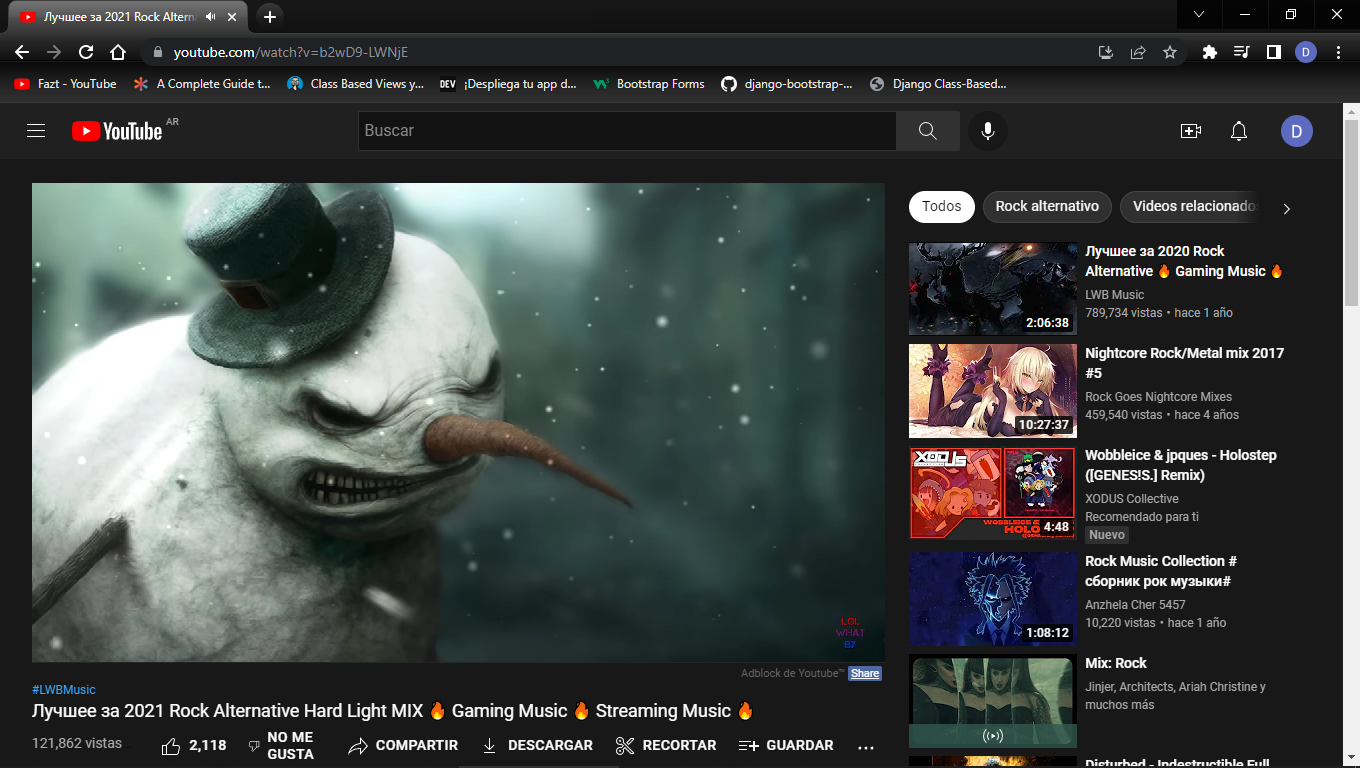 Лучшее за 2021 Rock Altern
youtube.com/watch?v=b2wD9-LWNjE
D
Fazt - YouTube
A Complete Guide t...
Class Based Views y...
DEV
¡Despliega tu app d...
Bootstrap Forms
django-bootstrap-...
Django Class-Based...
YouTube AR
Buscar
D
LOL
WHAT
B7
Adblock de Youtube™ Share
#LWBMusic
Лучшее за 2021 Rock Alternative Hard Light MIX 🔥 Gaming Music 🔥 Streaming Music 🔥
121,862 vistas
2,118
NO ME
GUSTA
COMPARTIR
DESCARGAR
RECORTAR
GUARDAR
Todos
Rock alternativo
Videos relacionados
2:06:38
Лучшее за 2020 Rock
Alternative 🔥 Gaming Music 🔥
LWB Music
789,734 vistas • hace 1 año
10:27:37
Nightcore Rock/Metal mix 2017
#5
Rock Goes Nightcore Mixes
459,540 vistas • hace 4 años
XODUS
WOBBLEICE &
HOLO
4:48
Wobbleice & jpques - Holostep
([GENES!S.] Remix)
XODUS Collective
Recomendado para ti
Nuevo
1:08:12
Rock Music Collection #
сборник рок музыки#
Anzhela Cher 5457
10,220 vistas • hace 1 año
Mix: Rock
Jinjer, Architects, Ariah Christine y
muchos más
Disturbed - Indestructible Full